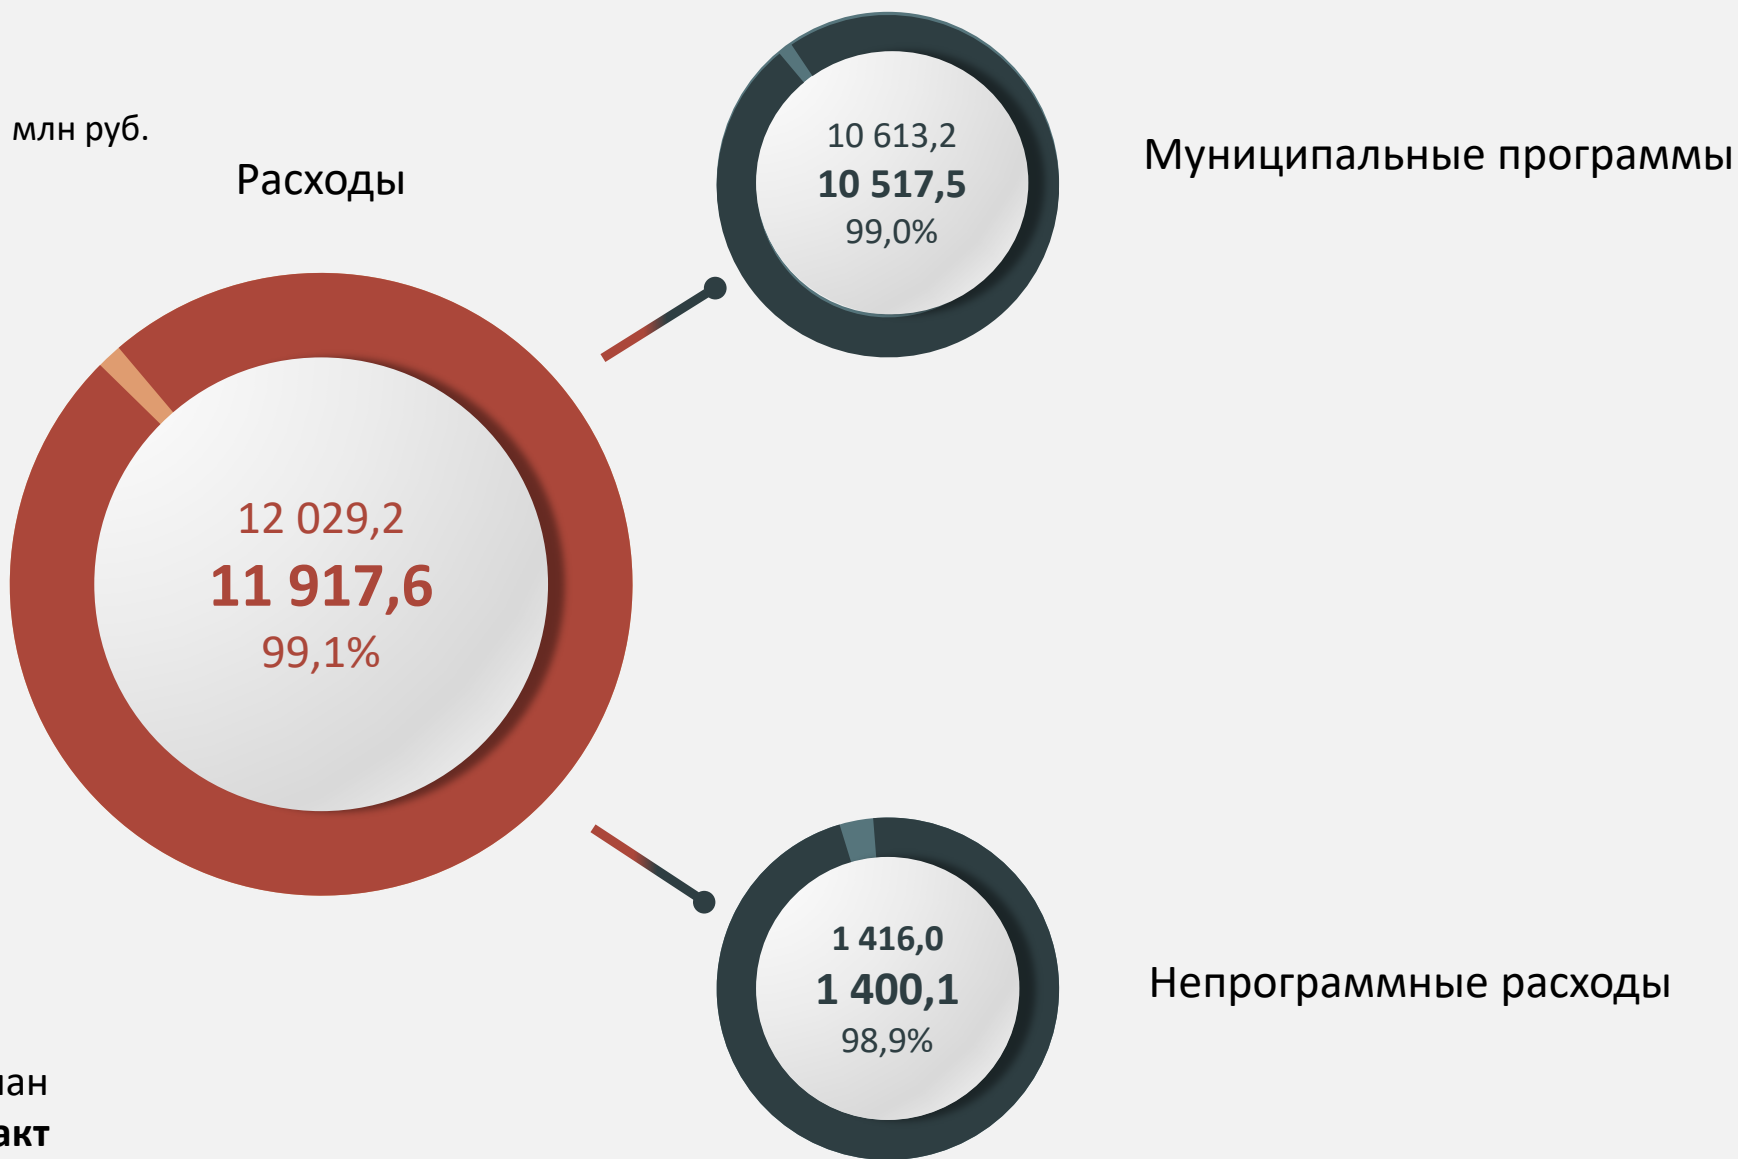 млн руб.
Расходы
12 029,2
11 917,6
99,1%
10 613,2
10 517,5
99,0%
Муниципальные программы
1 416,0
1 400,1
98,9%
Непрограммные расходы